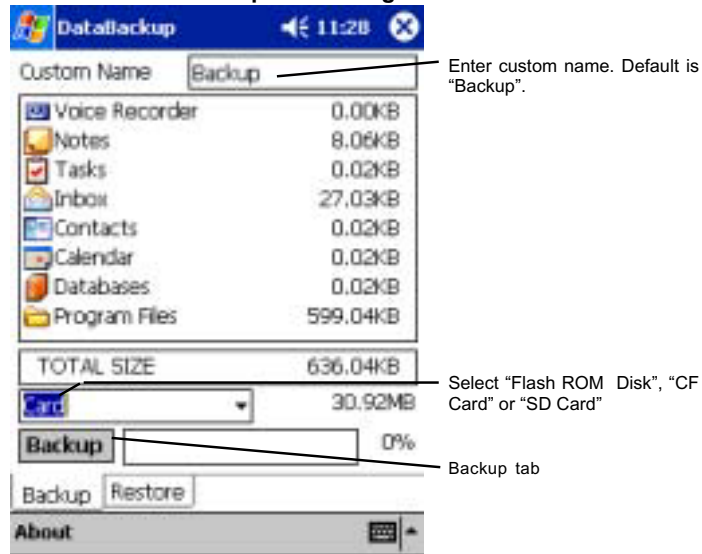 DataBackup 11:28
Custom Name Backup
Enter custom name. Default is
“Backup”.
Voice Recorder 0.00KB
Notes 8.06KB
Tasks 0.02KB
Inbox 27.03KB
Contacts 0.02KB
Calendar 0.02KB
Databases 0.02KB
Program Files 599.04KB
TOTAL SIZE 636.04KB
Card 30.92MB
Select “Flash ROM Disk”, “CF
Card” or “SD Card”
Backup 0%
Backup tab
Backup Restore
About